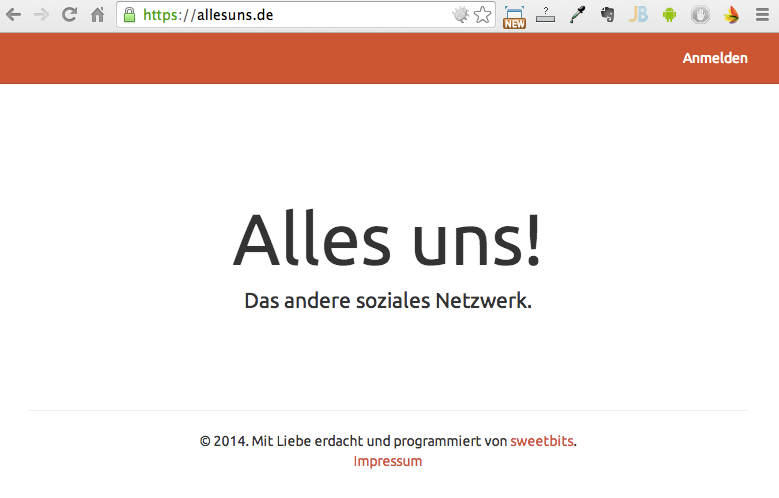 https://allesuns.de
?
NEW
JB
Anmelden
Alles uns!
Das andere soziales Netzwerk.
© 2014. Mit Liebe erdacht und programmiert von sweetbits.
Impressum